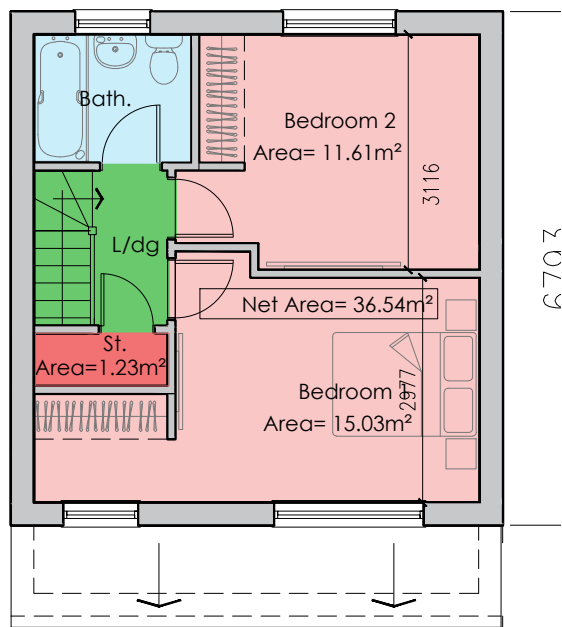 Bath.
Bedroom 2
Area= 11.61m²
3116
6793
L/dg
Net Area= 36.54m²
St.
Area=1.23m²
Bedroom
Area= 15.03m²
2977